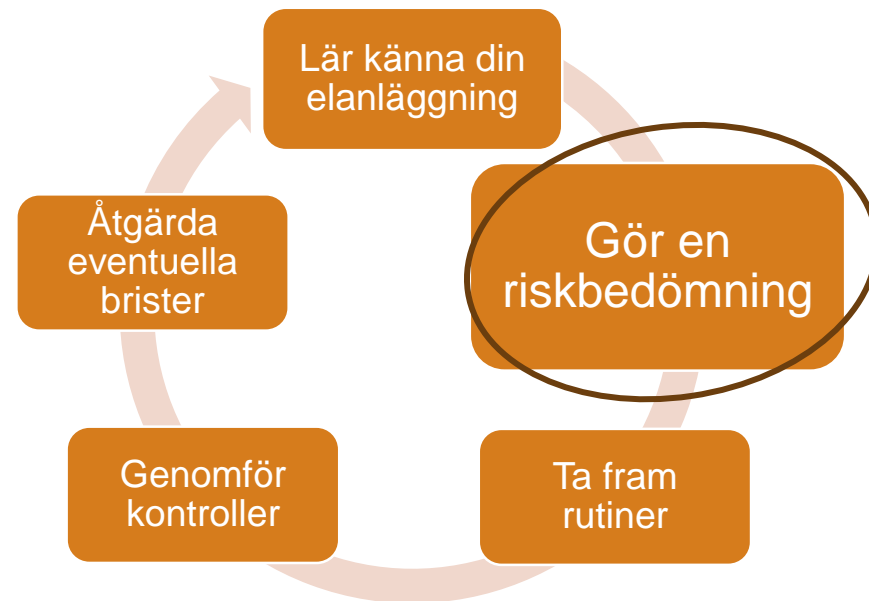 Lär känna din
elanläggning
Gör en
riskbedömning
Ta fram
rutiner
Genomför
kontroller
Åtgärda
eventuella
brister